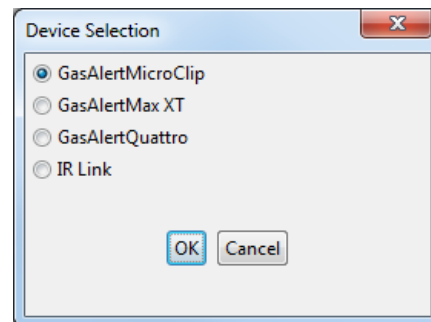 Device Selection
GasAlertMicroClip
GasAlertMax XT
GasAlertQuattro
IR Link
OK Cancel